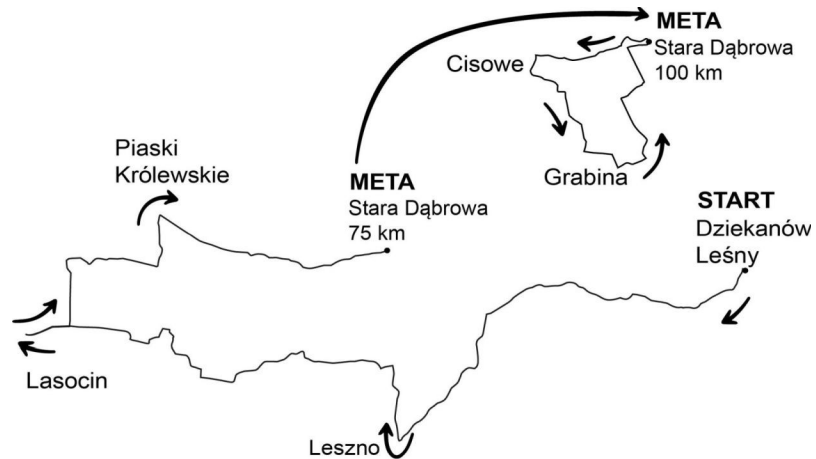 META
Stara Dąbrowa
100 km
Cisowe
Grabina
Piaski
Królewskie
META
Stara Dąbrowa
75 km
START
Dziekanów
Leśny
Lasocin
Leszno